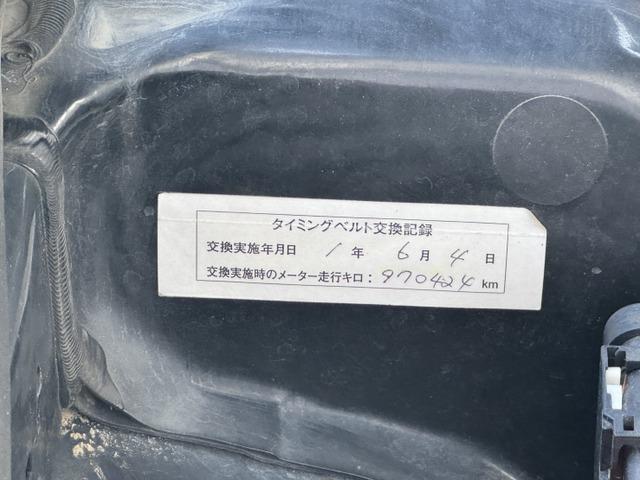 タイミングベルト交換記録
交換実施年月日 1 年 6 月 4 日
交換実施時のメーター走行キロ: 970424 km